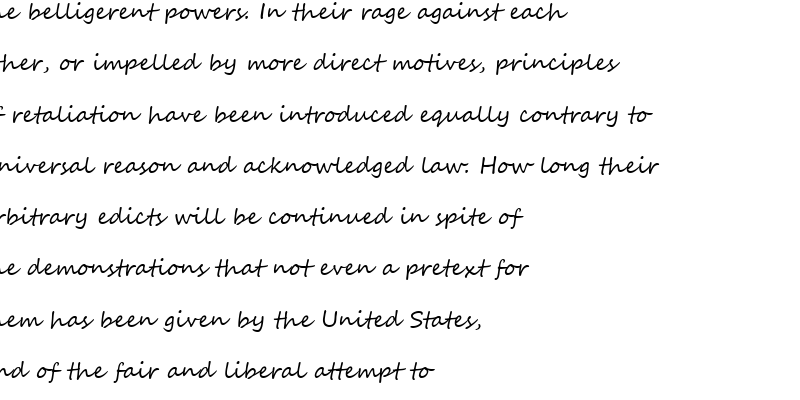 e belligerent powers. In their rage against each
ther, or impelled by more direct motives, principles
f retaliation have been introduced equally contrary to
niversal reason and acknowledged law. How long their
rbitrary edicts will be continued in spite of
e demonstrations that not even a pretext for
em has been given by the United States,
nd of the fair and liberal attempt to